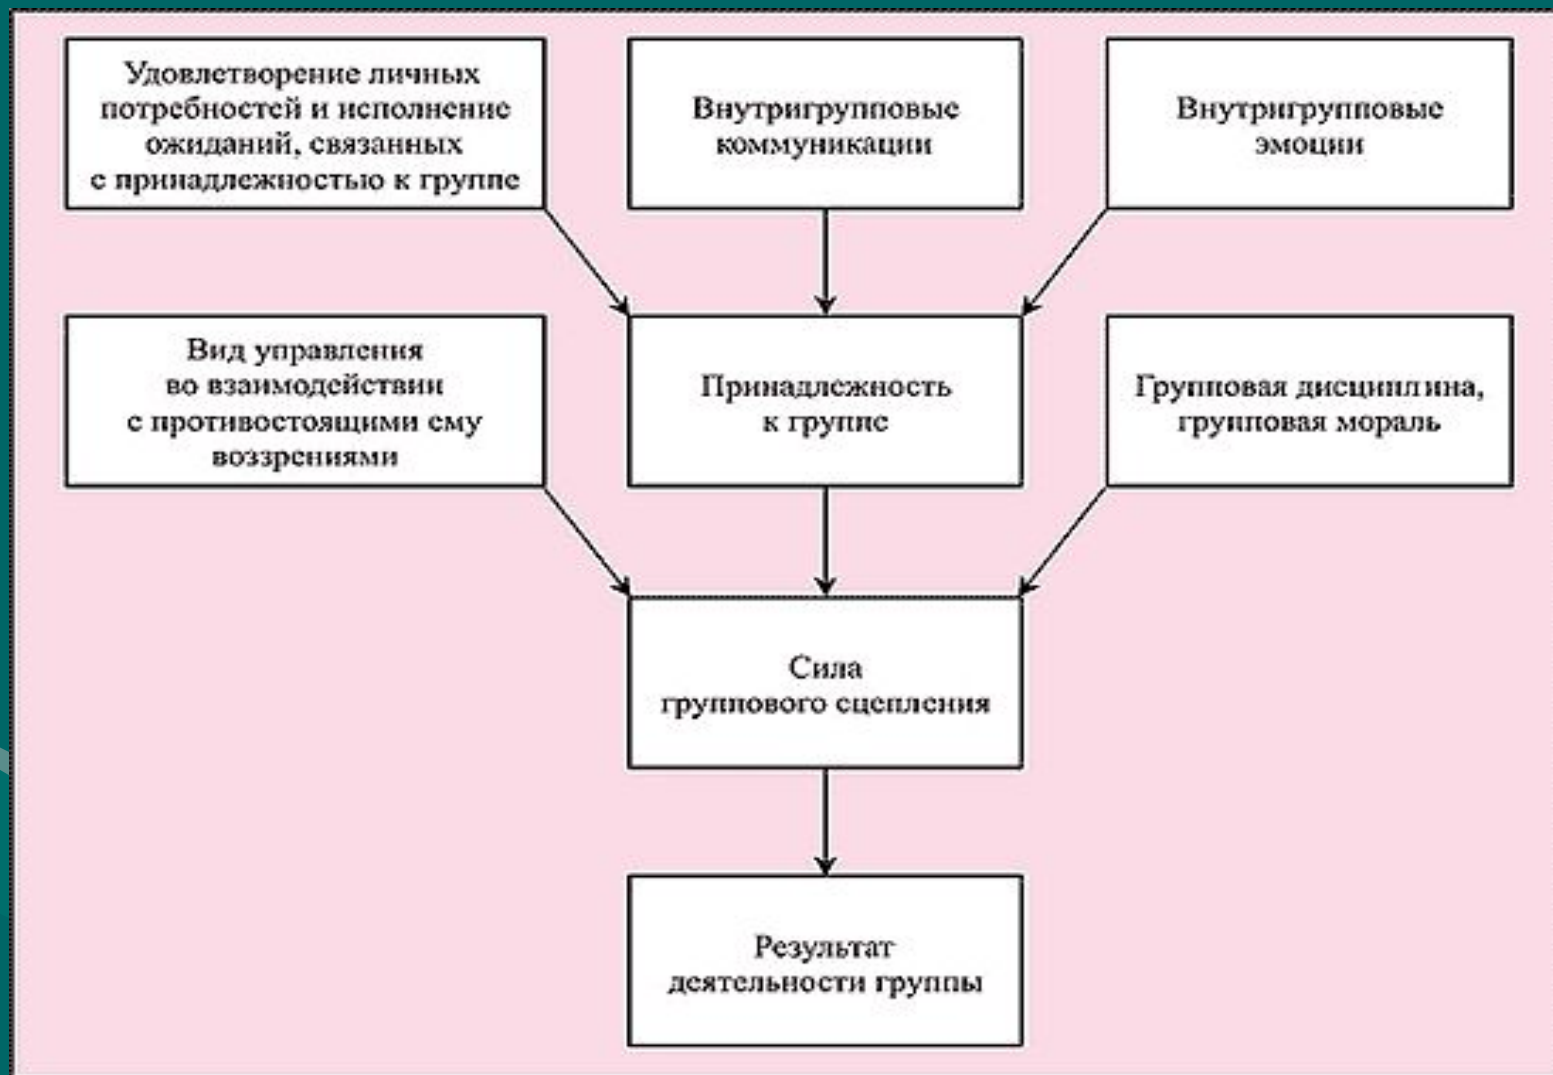 Удовлетворение личных
потребностей и исполнение
ожиданий, связанных
с принадлежностью к группе
Внутригрупповые
коммуникации
Внутригрупповые
эмоции
Вид управления
во взаимодействии
с противостоящими ему
воззрениями
Принадлежность
к группе
Групповая дисциплина,
групповая мораль
Сила
группового сцепления
Результат
деятельности группы